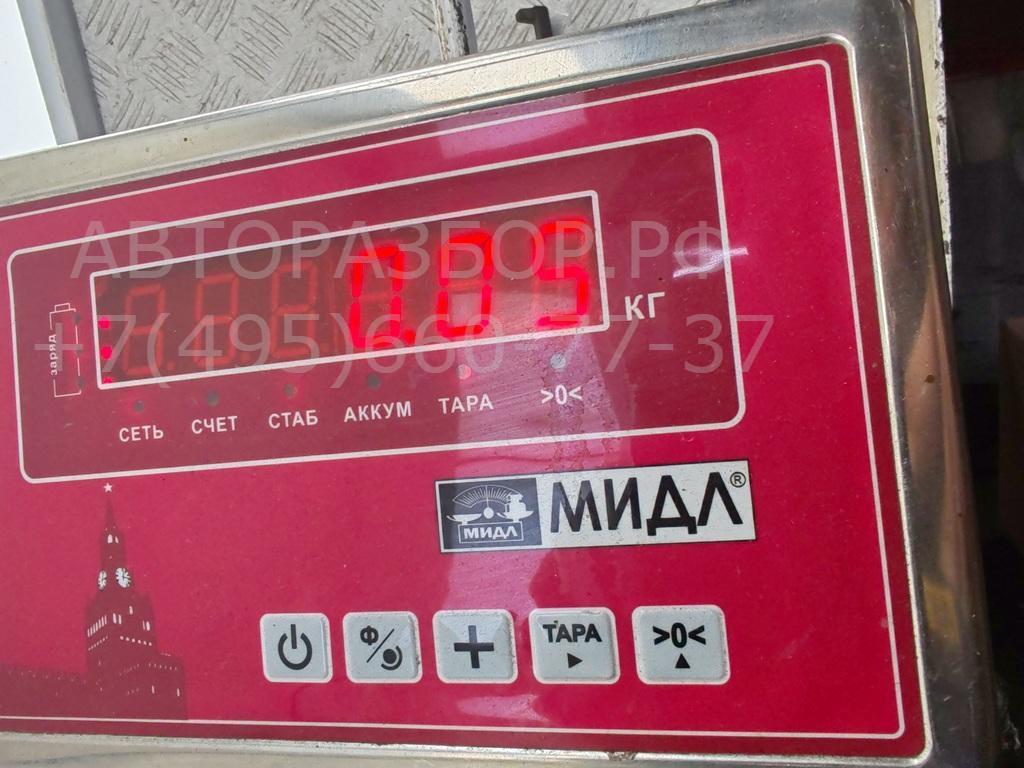 АВТОРАЗБОР.РФ
+7(495)660-77-37
0.05
КГ
заряд
СЕТЬ СЧЕТ СТАБ АККУМ ТАРА >0<
МИДЛ МИДЛ®
Ф/ + ТАРА >0<